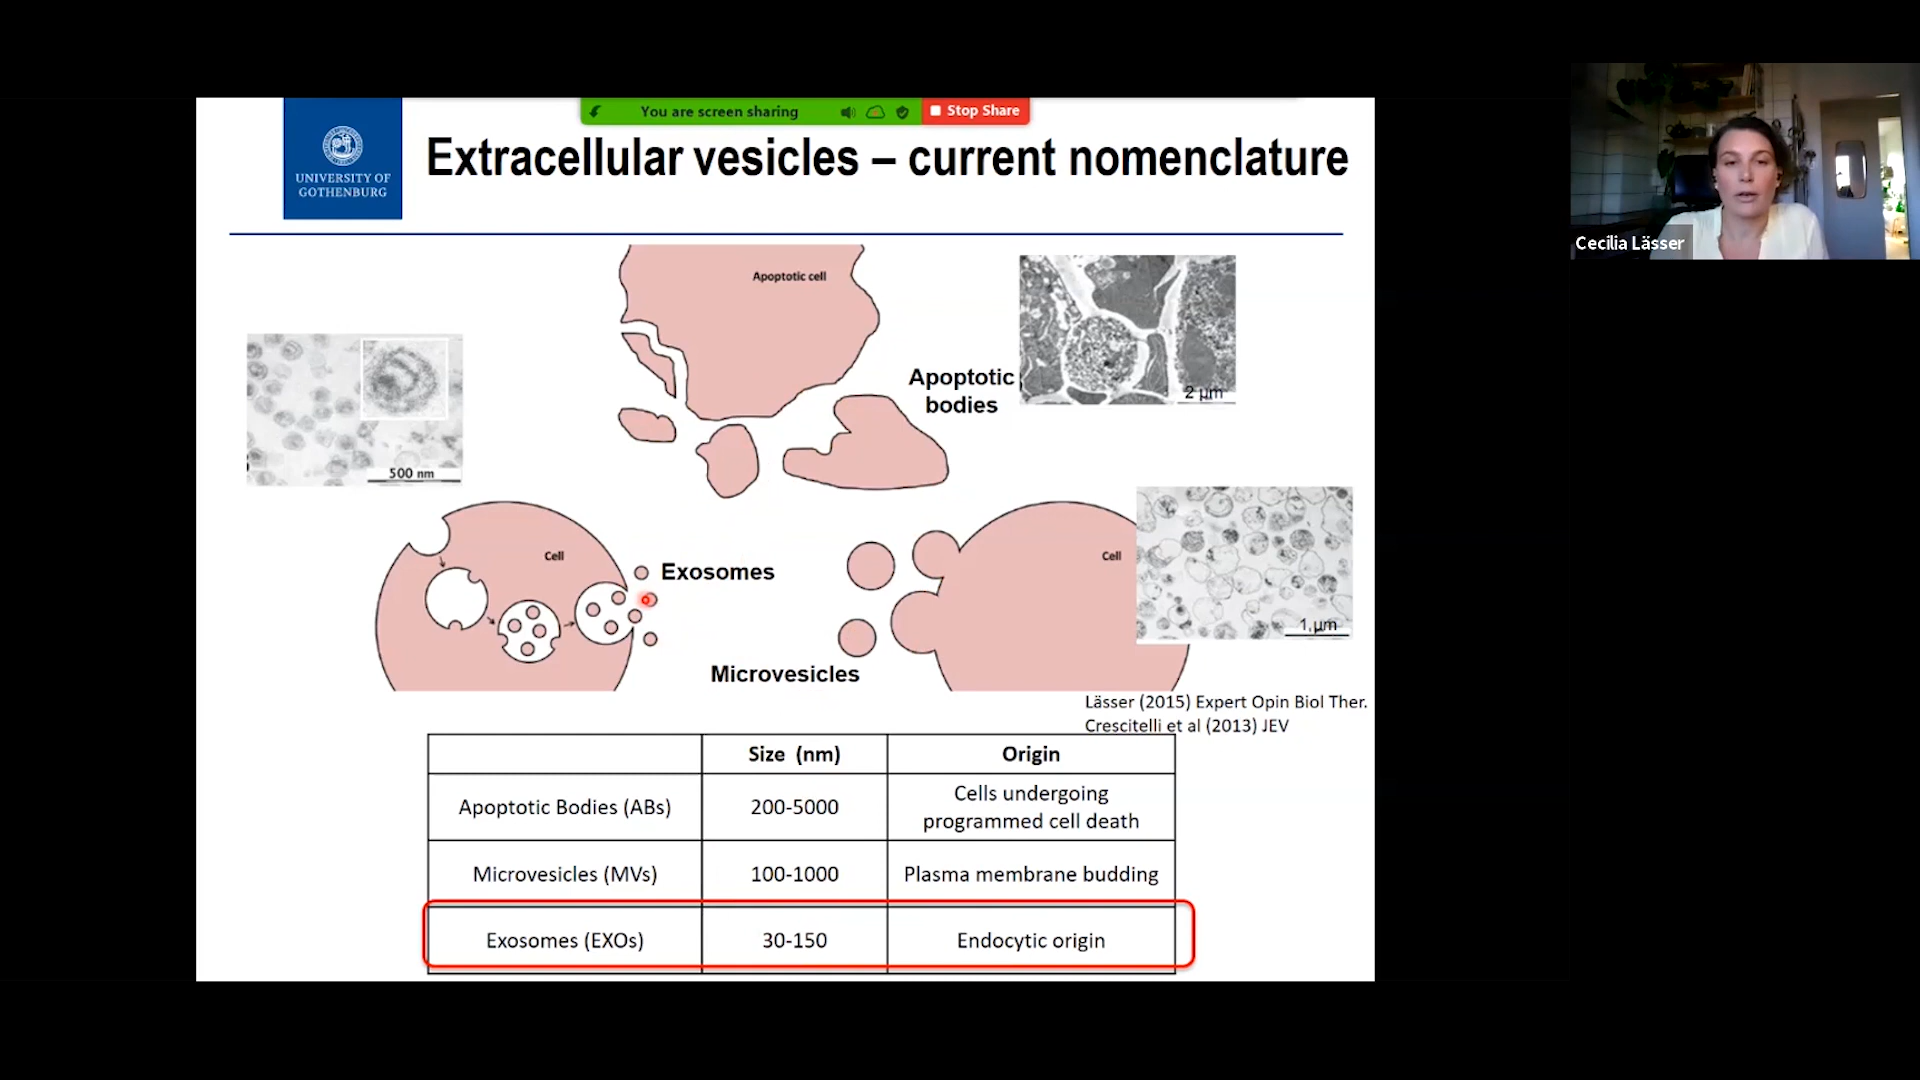 You are screen sharing
Stop Share
UNIVERSITY OF
GOTHENBURG
Extracellular vesicles – current nomenclature
Cecilia Lässer
Apoptotic cell
Apoptotic
bodies
2 µm
500 nm
Cell
Exosomes
Microvesicles
Cell
1 µm
Lässer (2015) Expert Opin Biol Ther.
Crescitelli et al (2013) JEV
Size (nm) Origin
Apoptotic Bodies (ABs) 200-5000 Cells undergoing
programmed cell death
Microvesicles (MVs) 100-1000 Plasma membrane budding
Exosomes (EXOs) 30-150 Endocytic origin